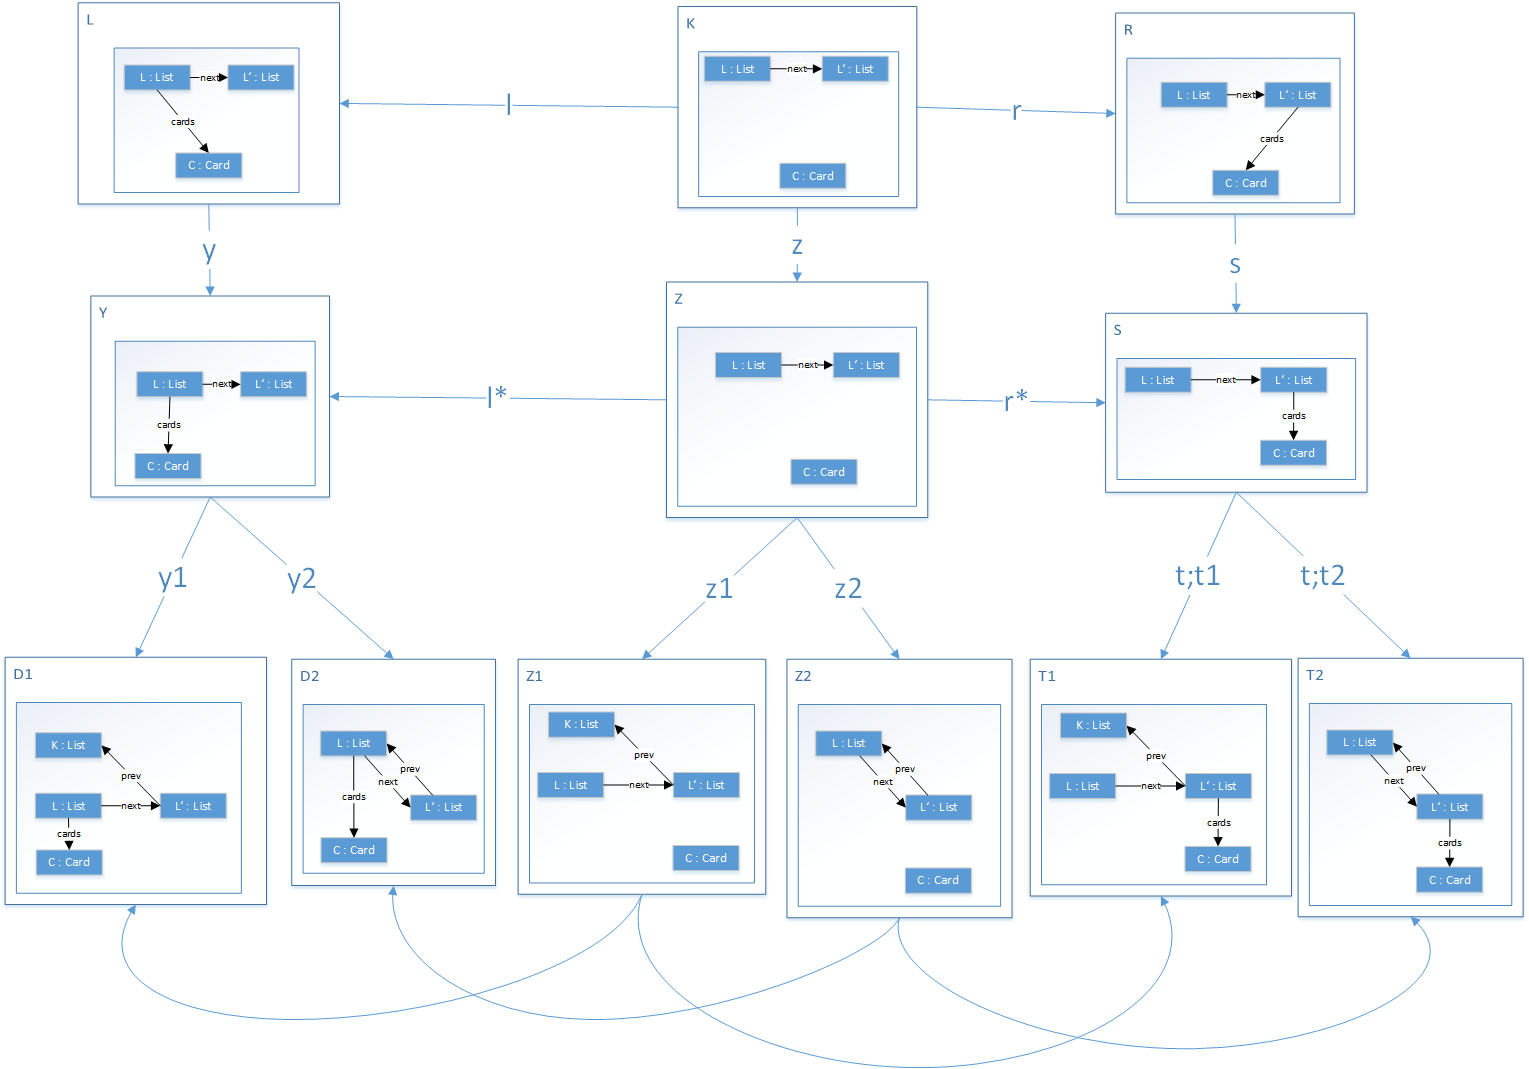 L
L : List
next
L’ : List
cards
C : Card
l
K
L : List
next
L’ : List
C : Card
r
R
L : List
next
L’ : List
cards
C : Card
y
z
s
Y
L : List
next
L’ : List
cards
C : Card
l*
Z
L : List
next
L’ : List
C : Card
r*
S
L : List
next
L’ : List
cards
C : Card
y1
y2
z1
z2
t;t1
t;t2
D1
K : List
prev
L : List
next
L’ : List
cards
C : Card
D2
L : List
prev
next
cards
L’ : List
C : Card
Z1
K : List
prev
L : List
next
L’ : List
C : Card
Z2
L : List
prev
next
L’ : List
C : Card
T1
K : List
prev
L : List
next
L’ : List
cards
C : Card
T2
L : List
prev
next
L’ : List
cards
C : Card